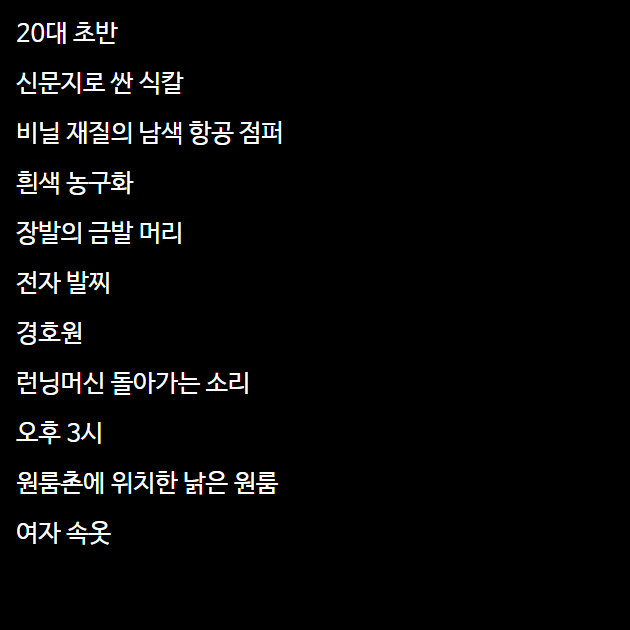 20대 초반
신문지로 싼 식칼
비닐 재질의 남색 항공 점퍼
흰색 농구화
장발의 금발 머리
전자 발찌
경호원
런닝머신 돌아가는 소리
오후 3시
원룸촌에 위치한 낡은 원룸
여자 속옷